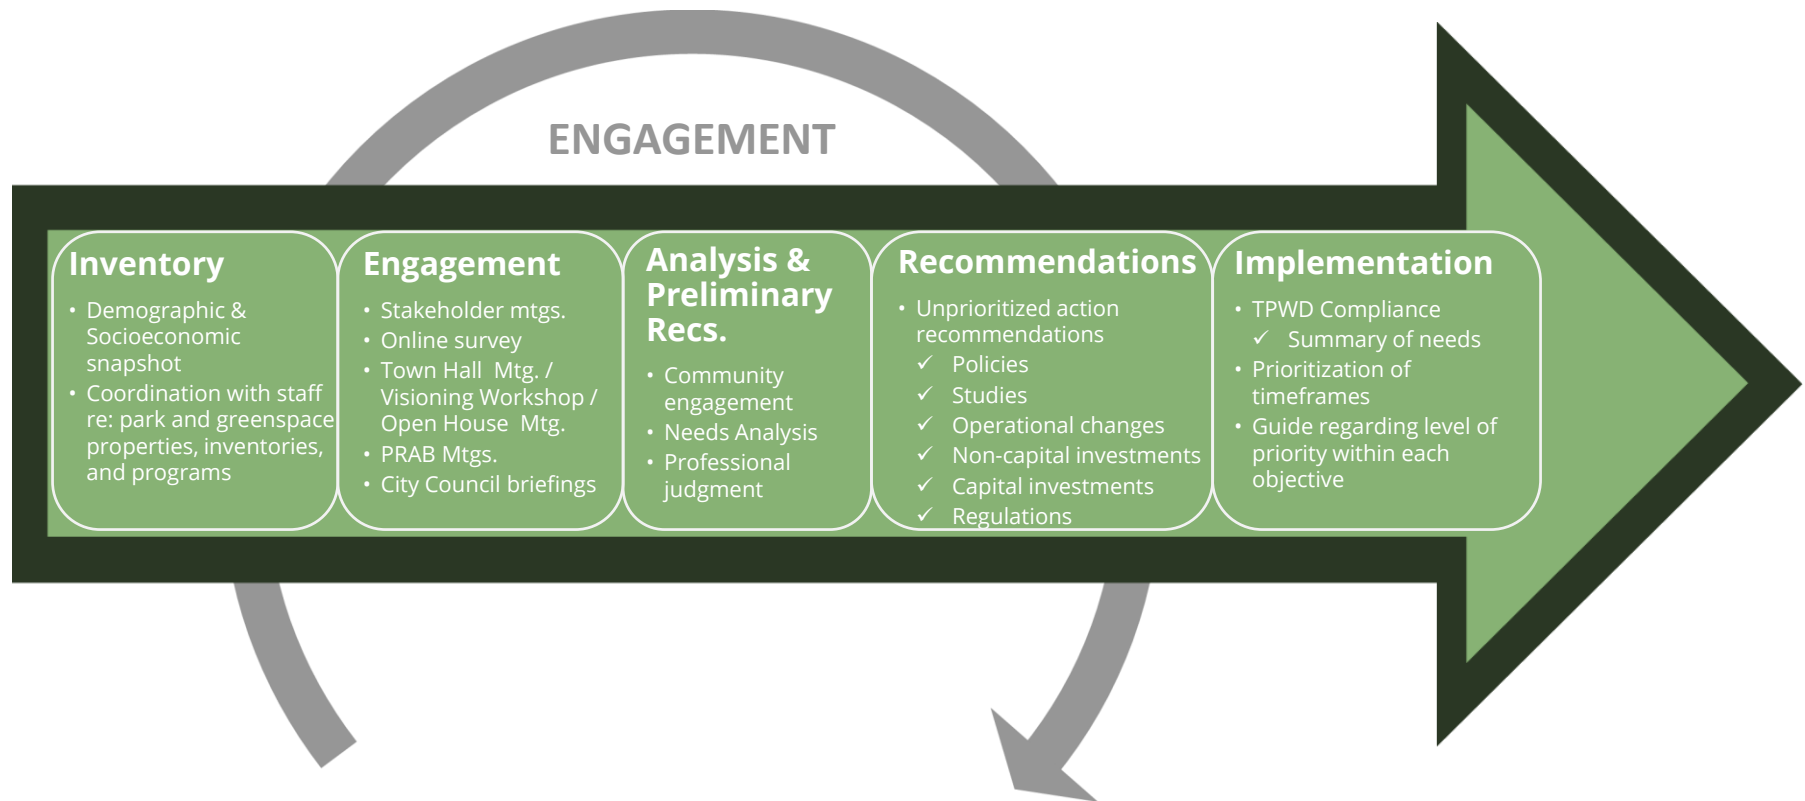 ENGAGEMENT
Inventory
• Demographic &
Socioeconomic
snapshot
• Coordination with staff
re: park and greenspace
properties, inventories,
and programs
Engagement
• Stakeholder mtgs.
• Online survey
• Town Hall Mtg. /
Visioning Workshop /
Open House Mtg.
• PRAB Mtgs.
• City Council briefings
Analysis &
Preliminary
Recs.
• Community
engagement
• Needs Analysis
• Professional
judgment
Recommendations
• Unprioritized action
recommendations
✓ Policies
✓ Studies
✓ Operational changes
✓ Non-capital investments
✓ Capital investments
✓ Regulations
Implementation
• TPWD Compliance
✓ Summary of needs
• Prioritization of
timeframes
• Guide regarding level of
priority within each
objective